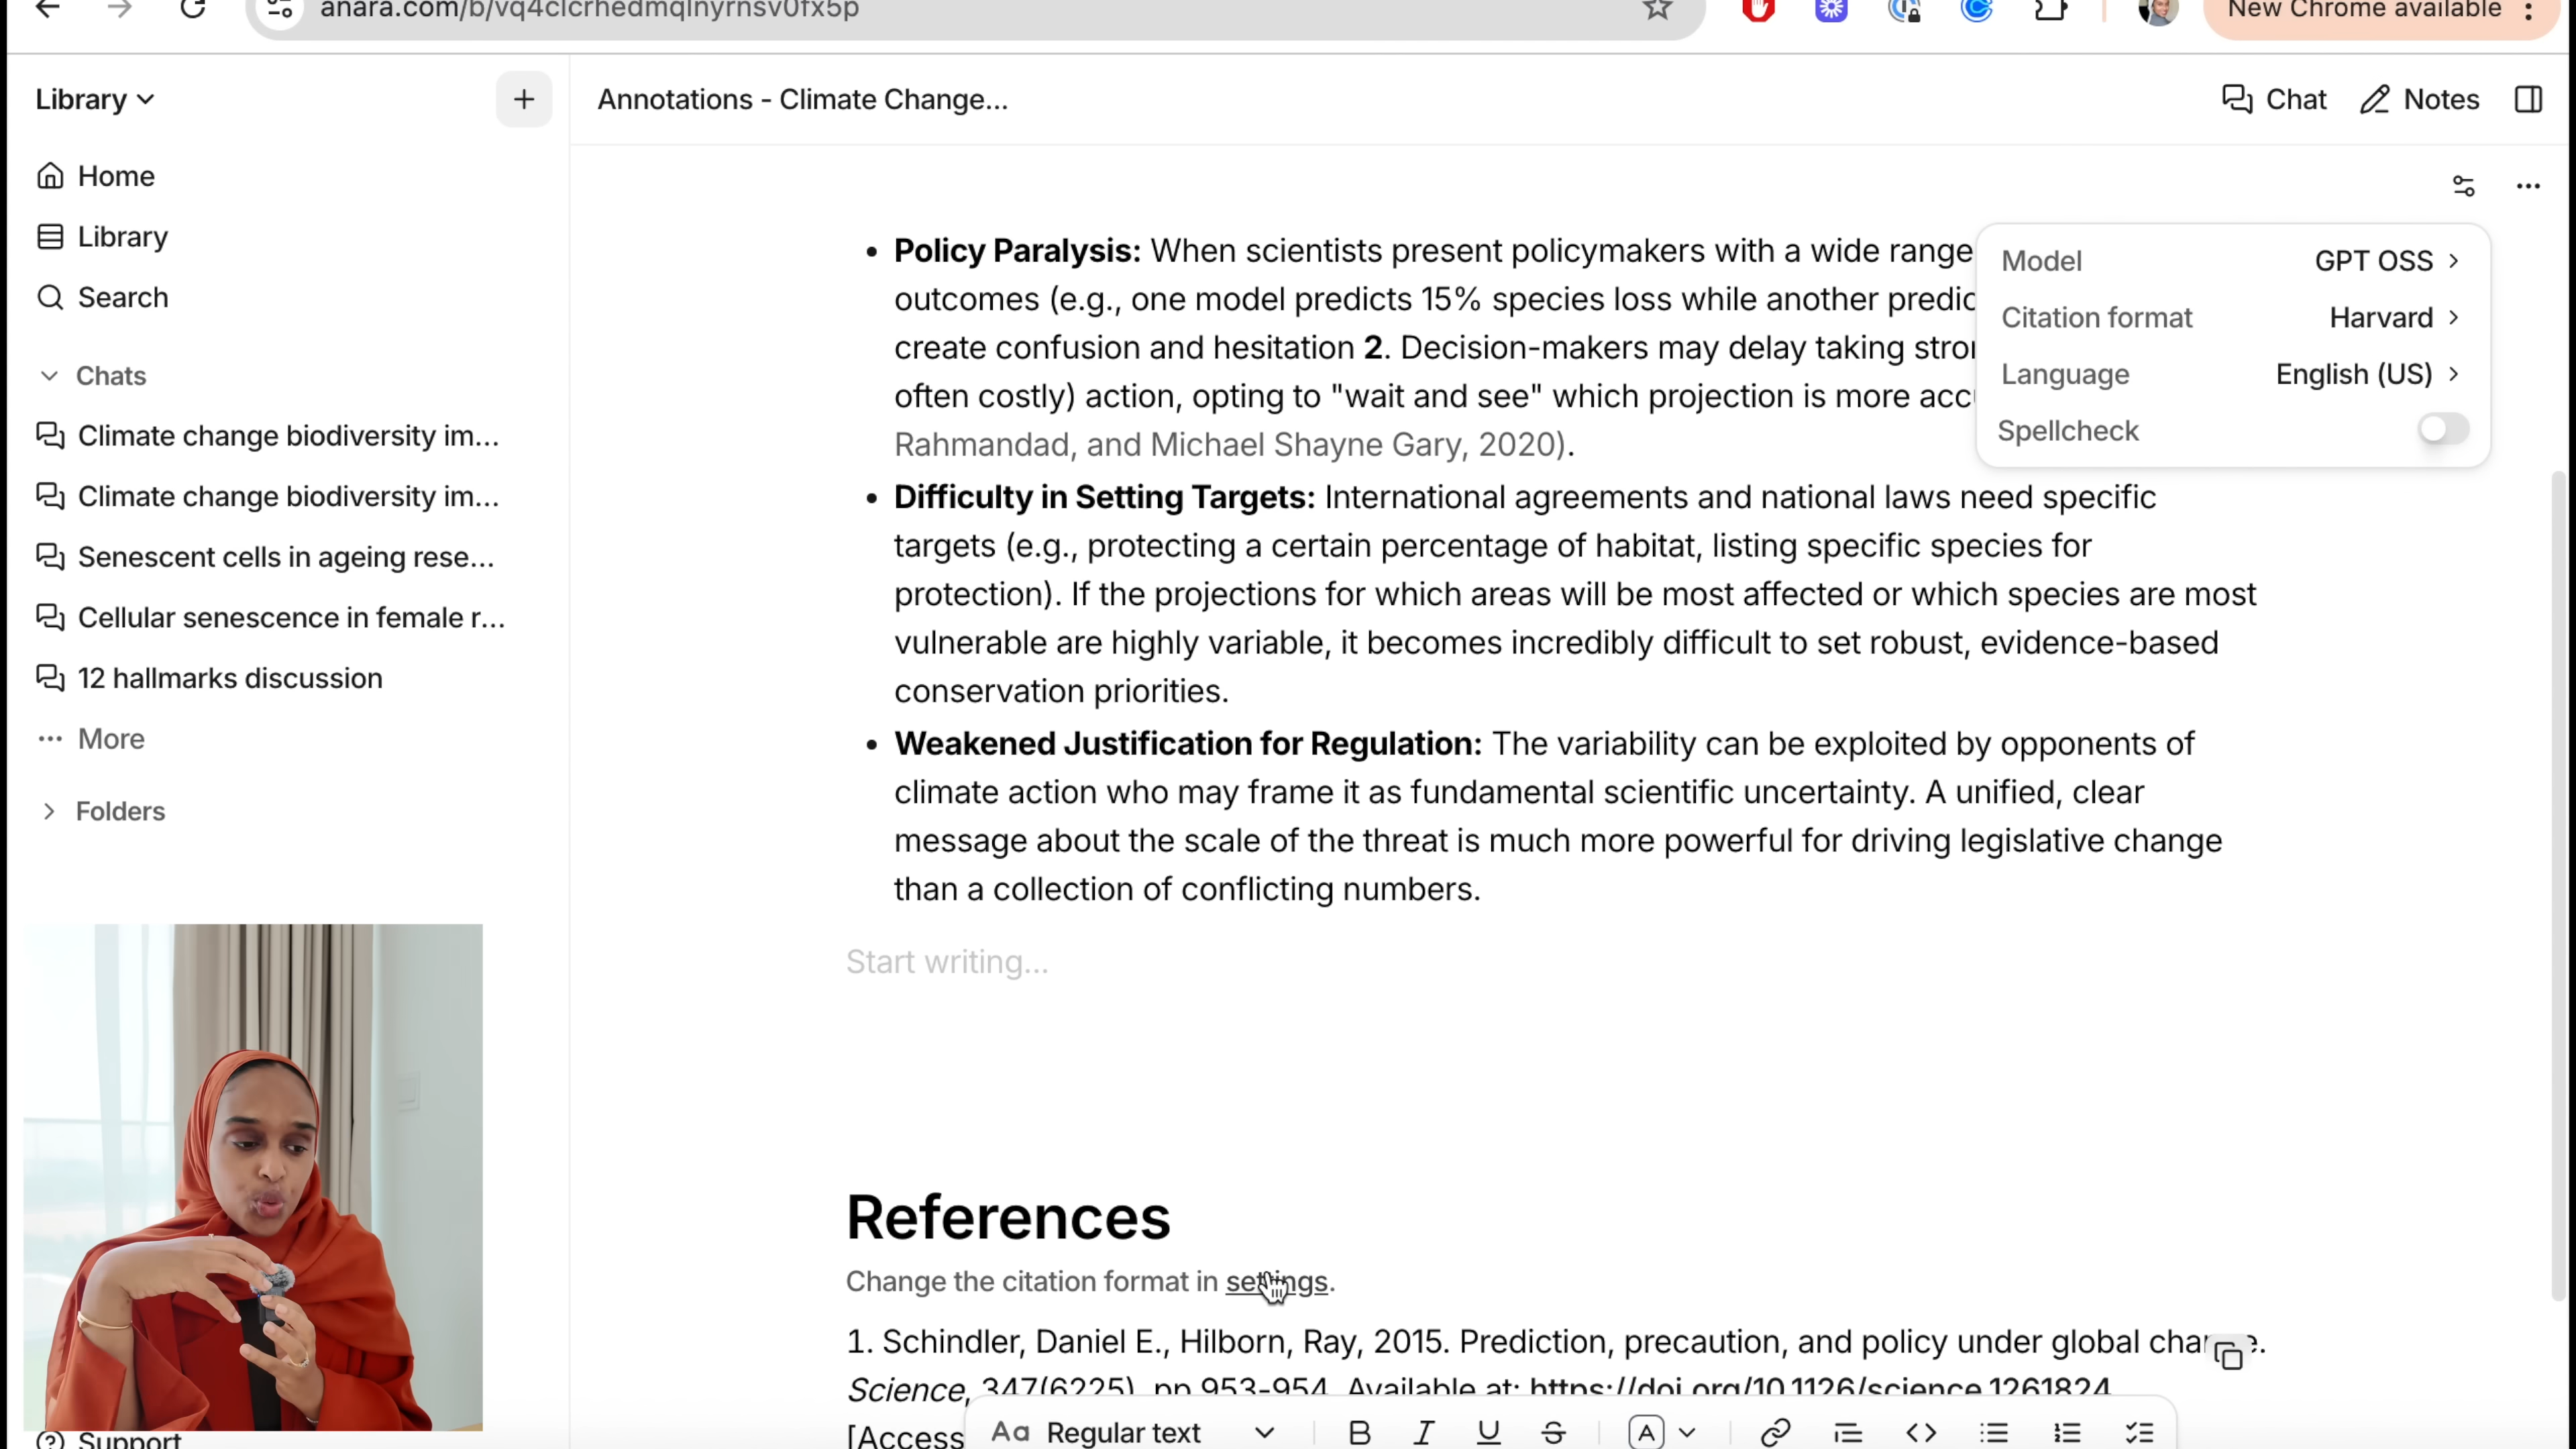 anara.com/b/vq4clcrhedmqlnyrnsv0fx5p
New Chrome available
Library
Annotations - Climate Change...
Chat
Notes
Home
Library
Search
Chats
Climate change biodiversity im...
Climate change biodiversity im...
Senescent cells in ageing rese...
Cellular senescence in female r...
12 hallmarks discussion
More
Folders
Support
Model GPT OSS
Citation format Harvard
Language English (US)
Spellcheck
• Policy Paralysis: When scientists present policymakers with a wide range
outcomes (e.g., one model predicts 15% species loss while another
create confusion and hesitation 2. Decision-makers may delay taking
often costly) action, opting to "wait and see" which projection is more
Rahmandad, and Michael Shayne Gary, 2020).
• Difficulty in Setting Targets: International agreements and national laws need specific
targets (e.g., protecting a certain percentage of habitat, listing specific species for
protection). If the projections for which areas will be most affected or which species are most
vulnerable are highly variable, it becomes incredibly difficult to set robust, evidence-based
conservation priorities.
• Weakened Justification for Regulation: The variability can be exploited by opponents of
climate action who may frame it as fundamental scientific uncertainty. A unified, clear
message about the scale of the threat is much more powerful for driving legislative change
than a collection of conflicting numbers.
Start writing...
References
Change the citation format in settings.
1. Schindler, Daniel E., Hilborn, Ray, 2015. Prediction, precaution, and policy under global change.
Science, 347(6225), pp.953-954. Available at: https://doi.org/10.1126/science.1261824
[Access
Aa Regular text
B I U S A